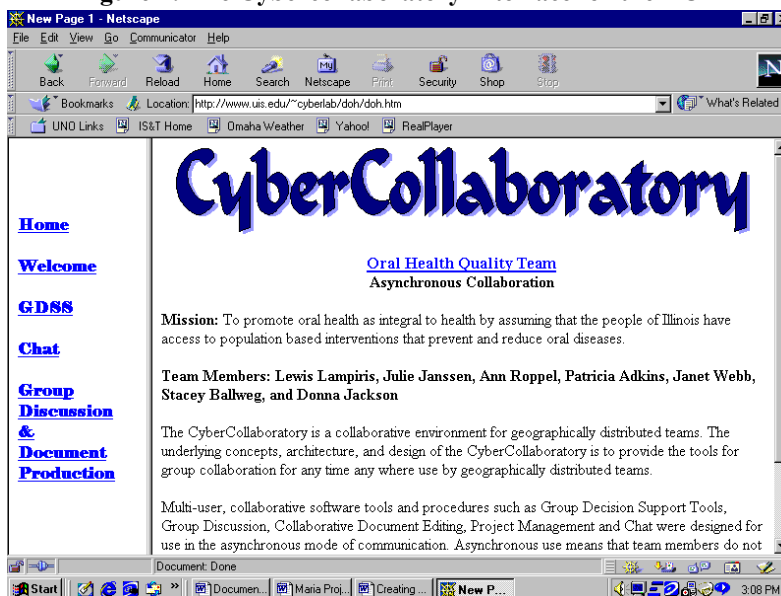 New Page 1 - Netscape
File Edit View Go Communicator Help
Back Forward Reload Home Search Netscape Print Security Shop Stop
Bookmarks Location: http://www.uis.edu/~cyberlab/doh/doh.htm What's Related
UNO Links IS&T Home Omaha Weather Yahoo! RealPlayer
CyberCollaboratory
Home
Welcome
GDSS
Chat
Group
Discussion
&
Document
Production
Oral Health Quality Team
Asynchronous Collaboration
Mission: To promote oral health as integral to health by assuming that the people of Illinois have
access to population based interventions that prevent and reduce oral diseases.
Team Members: Lewis Lampiris, Julie Janssen, Ann Roppel, Patricia Adkins, Janet Webb,
Stacey Ballweg, and Donna Jackson
The CyberCollaboratory is a collaborative environment for geographically distributed teams. The
underlying concepts, architecture, and design of the CyberCollaboratory is to provide the tools for
group collaboration for any time any where use by geographically distributed teams.
Multi-user, collaborative software tools and procedures such as Group Decision Support Tools,
Group Discussion, Collaborative Document Editing, Project Management and Chat were designed for
use in the asynchronous mode of communication. Asynchronous use means that team members do not
Document: Done
Start » Documen... Maria Proj... Creating ... New P... 3:08 PM